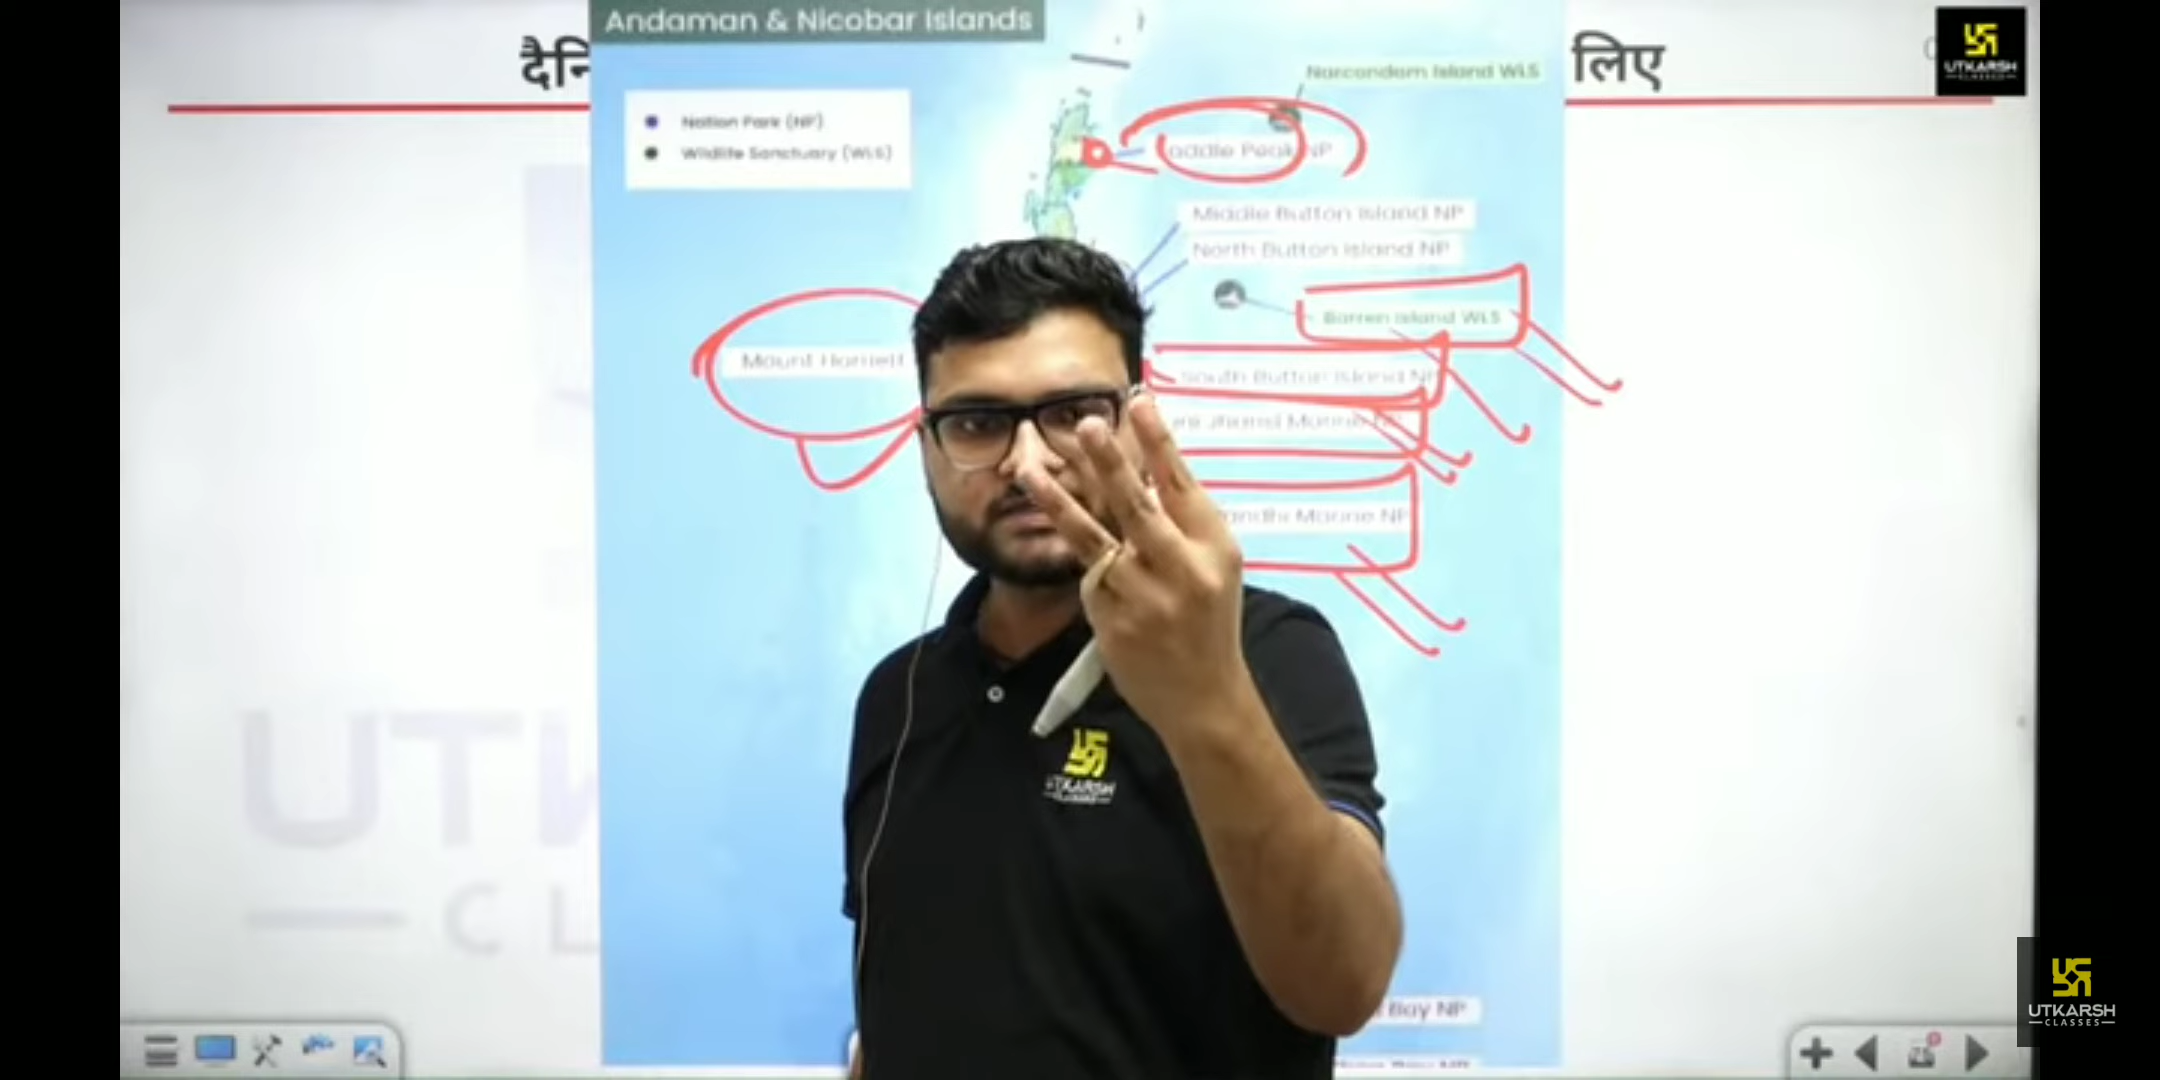 Andaman & Nicobar Islands
लिए
UTKARSH
CLASSES
Narcondam Island WLS
Nation Park (NP)
Wildlife Sanctuary (WLS)
Peak NP
Middle Button Island NP
North Button Island NP
Barren Island WLS
Mount Harriett
South Button Island NP
Marine NP
Marine NP
UTKARSH
CLASSES
Bay NP
UTKARSH
CLASSES